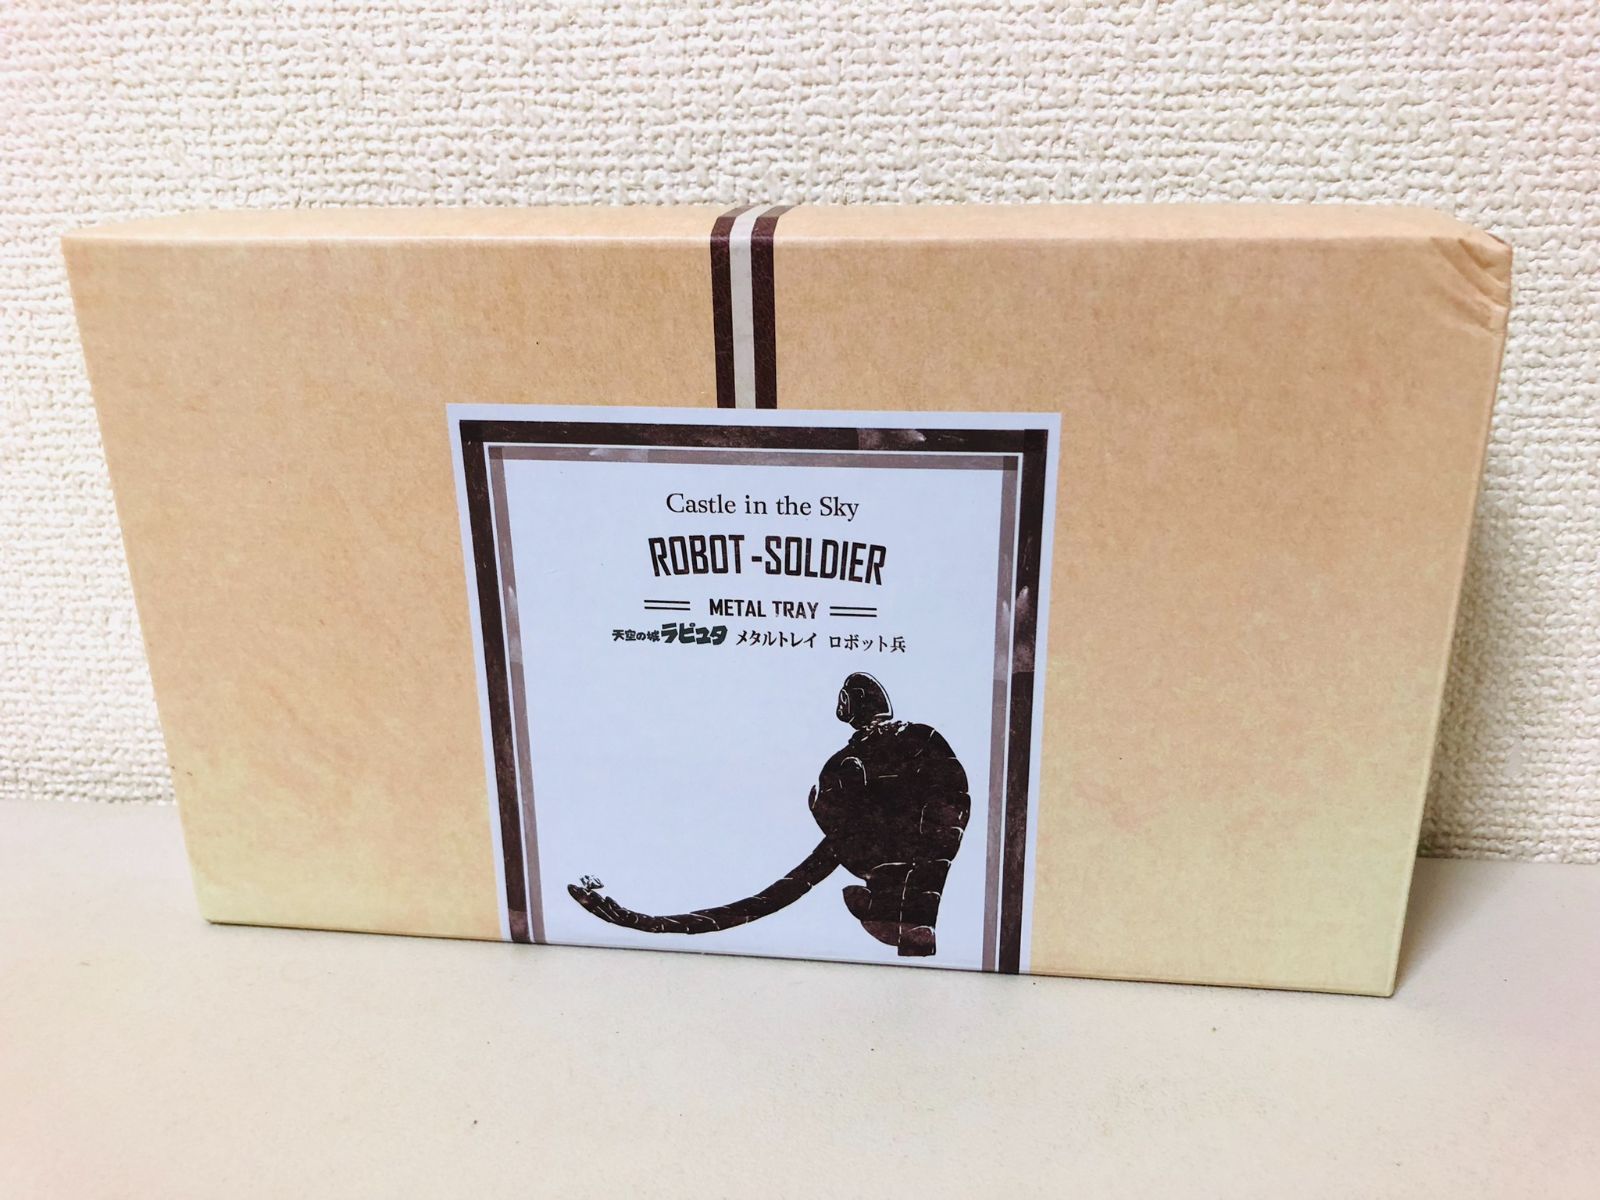 Castle in the Sky
ROBOT-SOLDIER
METAL TRAY
天空の城ラピュタ メタルトレイ ロボット兵